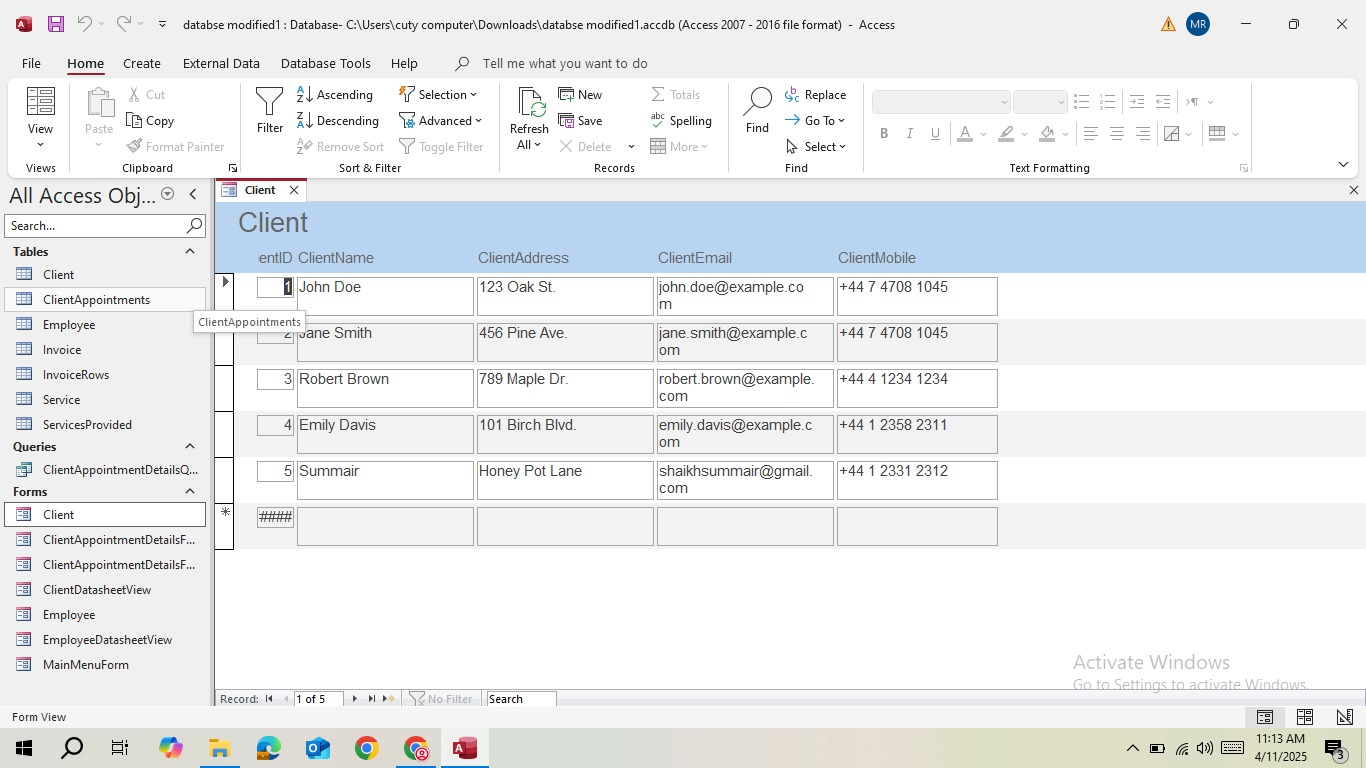 databse modified1 : Database- C:\Users\cuty computer\Downloads\databse modified1.accdb (Access 2007 - 2016 file format) - Access
MR
File Home Create External Data Database Tools Help Tell me what you want to do
View
Views
Paste
Cut
Copy
Format Painter
Clipboard
Filter
Ascending
Descending
Remove Sort
Selection
Advanced
Toggle Filter
Sort & Filter
Refresh
All
New
Save
Delete
Totals
Spelling
More
Records
Find
Replace
Go To
Select
Find
B I U A
Text Formatting
All Access Obj...
Search...
Tables
Client
ClientAppointments
Employee
Invoice
InvoiceRows
Service
ServicesProvided
Queries
ClientAppointmentDetailsQ...
Forms
Client
ClientAppointmentDetailsF...
ClientAppointmentDetailsF...
ClientDatasheetView
Employee
EmployeeDatasheetView
MainMenuForm
ClientAppointments
Client
Client
entID ClientName ClientAddress ClientEmail ClientMobile
1 John Doe 123 Oak St. john.doe@example.co +44 7 4708 1045
m
2 Jane Smith 456 Pine Ave. jane.smith@example.c +44 7 4708 1045
om
3 Robert Brown 789 Maple Dr. robert.brown@example. +44 4 1234 1234
com
4 Emily Davis 101 Birch Blvd. emily.davis@example.c +44 1 2358 2311
om
5 Summair Honey Pot Lane shaikhsummair@gmail. +44 1 2331 2312
com
* ####
Activate Windows
Go to Settings to activate Windows.
Record: 1 of 5 No Filter Search
Form View
11:13 AM
4/11/2025
3